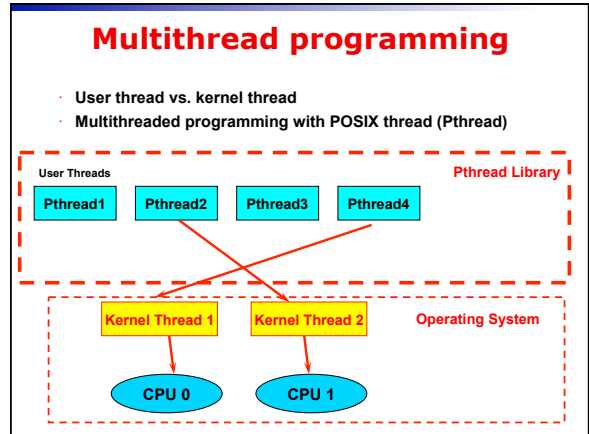 Multithread programming
· User thread vs. kernel thread
· Multithreaded programming with POSIX thread (Pthread)
User Threads
Pthread Library
Pthread1 Pthread2 Pthread3 Pthread4
Kernel Thread 1 Kernel Thread 2 Operating System
CPU 0 CPU 1